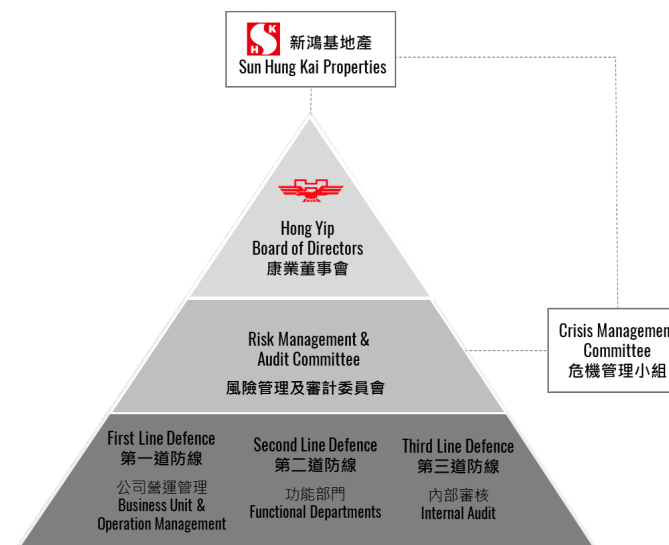 新鴻基地產
Sun Hung Kai Properties
Hong Yip
Board of Directors
康業董事會
Risk Management &
Audit Committee
風險管理及審計委員會
Crisis Managemen
Committee
危機管理小組
First Line Defence
第一道防線
公司營運管理
Business Unit &
Operation Management
Second Line Defence
第二道防線
功能部門
Functional Departments
Third Line Defence
第三道防線
內部審核
Internal Audit